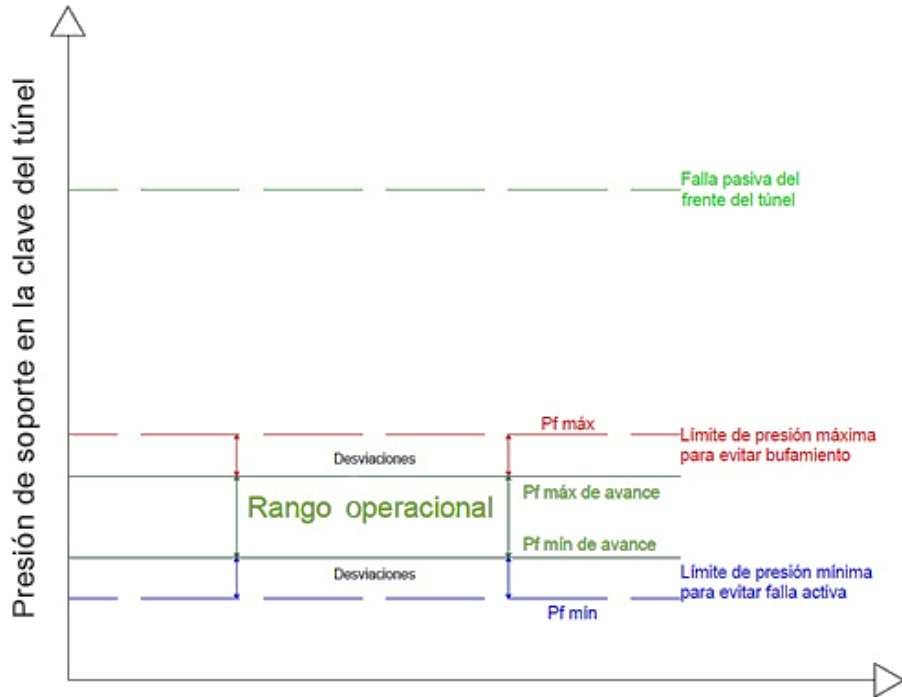 Presión de soporte en la clave del túnel
Falla pasiva del
frente del túnel
Pf máx
Límite de presión máxima
para evitar bufamiento
Desviaciones
Rango operacional
Pf máx de avance
Pf mín de avance
Desviaciones
Límite de presión mínima
para evitar falla activa
Pf mín